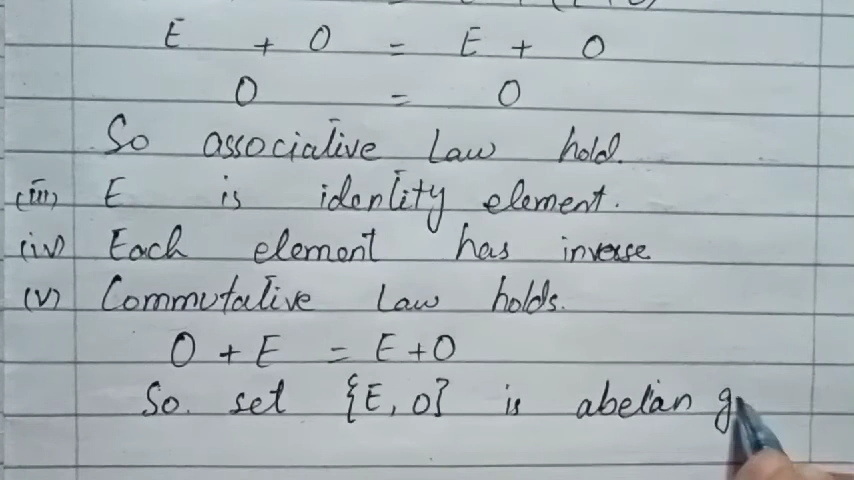 E + O = E + O
O = O
So associative Law hold.
(iii) E is identity element.
(iv) Each element has inverse
(v) Commutative Law holds.
O + E = E + O
So. set {E, O} is abelian g